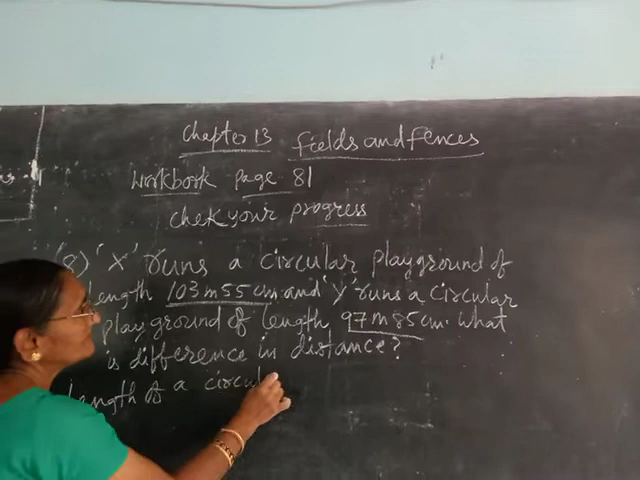 Chapter 13 Fields and Fences
Workbook page 81
Chek your progress
(8) 'X' runs a circular playground of
length 103 m 55 cm and 'Y' runs a circular
playground of length 97 m 85 cm. What
is difference in distance?
Length of a circul